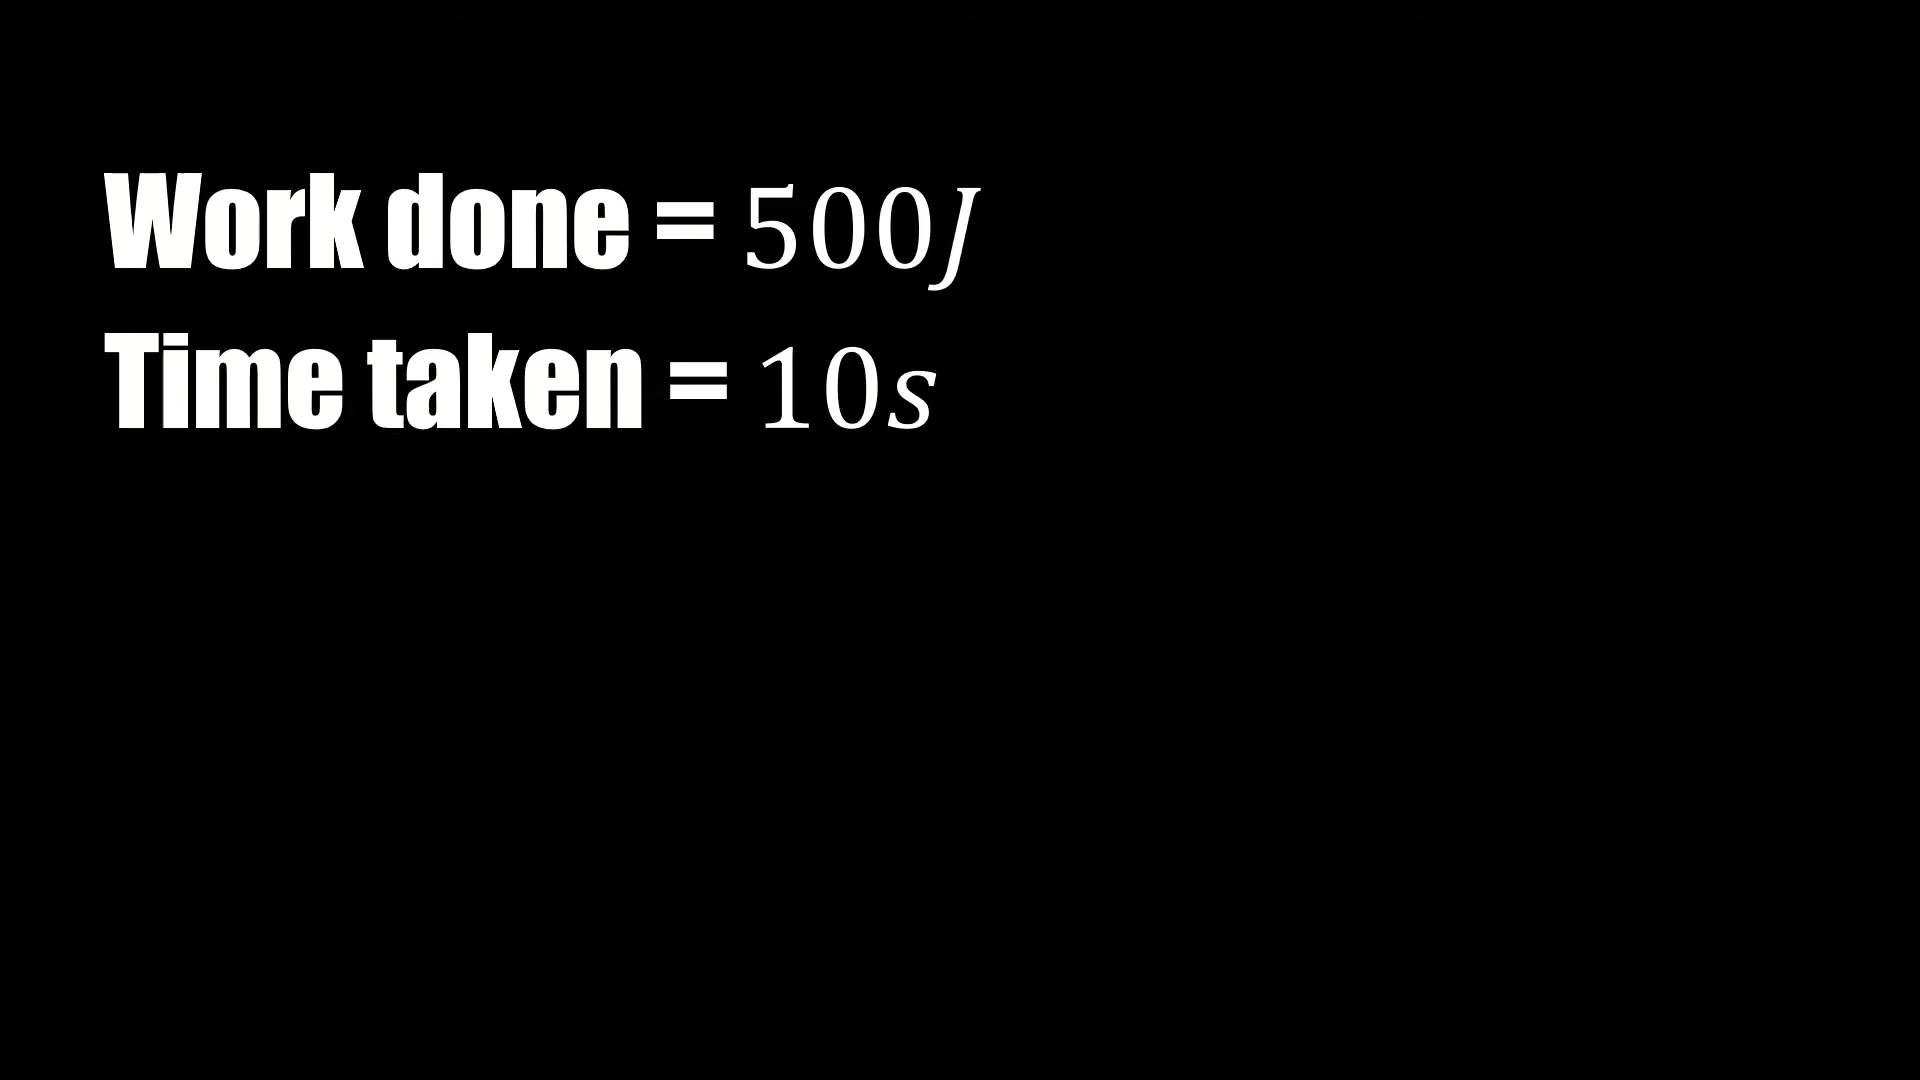 Work done = 500J
Time taken = 10s